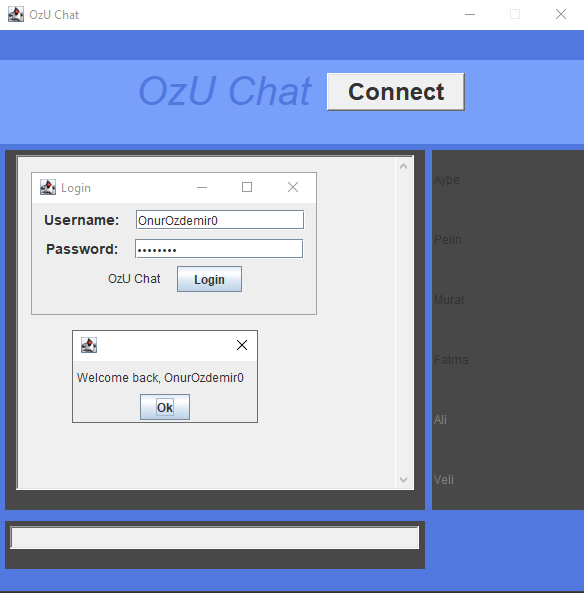 OzU Chat
OzU Chat
Connect
Login
Username: OnurOzdemir0
Password: ••••••••
OzU Chat
Login
Welcome back, OnurOzdemir0
Ok
Ayþe
Pelin
Murat
Fatma
Ali
Veli